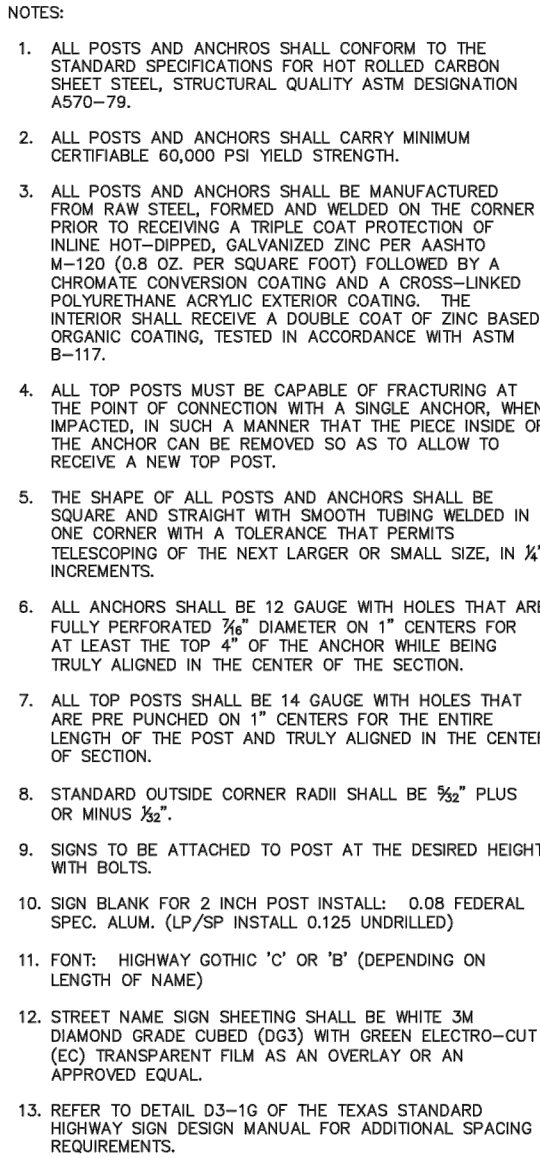 NOTES:
1. ALL POSTS AND ANCHROS SHALL CONFORM TO THE
STANDARD SPECIFICATIONS FOR HOT ROLLED CARBON
SHEET STEEL, STRUCTURAL QUALITY ASTM DESIGNATION
A570-79.
2. ALL POSTS AND ANCHORS SHALL CARRY MINIMUM
CERTIFIABLE 60,000 PSI YIELD STRENGTH.
3. ALL POSTS AND ANCHORS SHALL BE MANUFACTURED
FROM RAW STEEL, FORMED AND WELDED ON THE CORNER
PRIOR TO RECEIVING A TRIPLE COAT PROTECTION OF
INLINE HOT-DIPPED, GALVANIZED ZINC PER AASHTO
M-120 (0.8 OZ. PER SQUARE FOOT) FOLLOWED BY A
CHROMATE CONVERSION COATING AND A CROSS-LINKED
POLYURETHANE ACRYLIC EXTERIOR COATING. THE
INTERIOR SHALL RECEIVE A DOUBLE COAT OF ZINC BASED
ORGANIC COATING, TESTED IN ACCORDANCE WITH ASTM
B-117.
4. ALL TOP POSTS MUST BE CAPABLE OF FRACTURING AT
THE POINT OF CONNECTION WITH A SINGLE ANCHOR, WHEN
IMPACTED, IN SUCH A MANNER THAT THE PIECE INSIDE OF
THE ANCHOR CAN BE REMOVED SO AS TO ALLOW TO
RECEIVE A NEW TOP POST.
5. THE SHAPE OF ALL POSTS AND ANCHORS SHALL BE
SQUARE AND STRAIGHT WITH SMOOTH TUBING WELDED IN
ONE CORNER WITH A TOLERANCE THAT PERMITS
TELESCOPING OF THE NEXT LARGER OR SMALL SIZE, IN 1/4"
INCREMENTS.
6. ALL ANCHORS SHALL BE 12 GAUGE WITH HOLES THAT ARE
FULLY PERFORATED 7/16" DIAMETER ON 1" CENTERS FOR
AT LEAST THE TOP 4" OF THE ANCHOR WHILE BEING
TRULY ALIGNED IN THE CENTER OF THE SECTION.
7. ALL TOP POSTS SHALL BE 14 GAUGE WITH HOLES THAT
ARE PRE PUNCHED ON 1" CENTERS FOR THE ENTIRE
LENGTH OF THE POST AND TRULY ALIGNED IN THE CENTER
OF SECTION.
8. STANDARD OUTSIDE CORNER RADII SHALL BE 5/32" PLUS
OR MINUS 1/32".
9. SIGNS TO BE ATTACHED TO POST AT THE DESIRED HEIGHT
WITH BOLTS.
10. SIGN BLANK FOR 2 INCH POST INSTALL: 0.08 FEDERAL
SPEC. ALUM. (LP/SP INSTALL 0.125 UNDRILLED)
11. FONT: HIGHWAY GOTHIC 'C' OR 'B' (DEPENDING ON
LENGTH OF NAME)
12. STREET NAME SIGN SHEETING SHALL BE WHITE 3M
DIAMOND GRADE CUBED (DG3) WITH GREEN ELECTRO-CUT
(EC) TRANSPARENT FILM AS AN OVERLAY OR AN
APPROVED EQUAL.
13. REFER TO DETAIL D3-1G OF THE TEXAS STANDARD
HIGHWAY SIGN DESIGN MANUAL FOR ADDITIONAL SPACING
REQUIREMENTS.